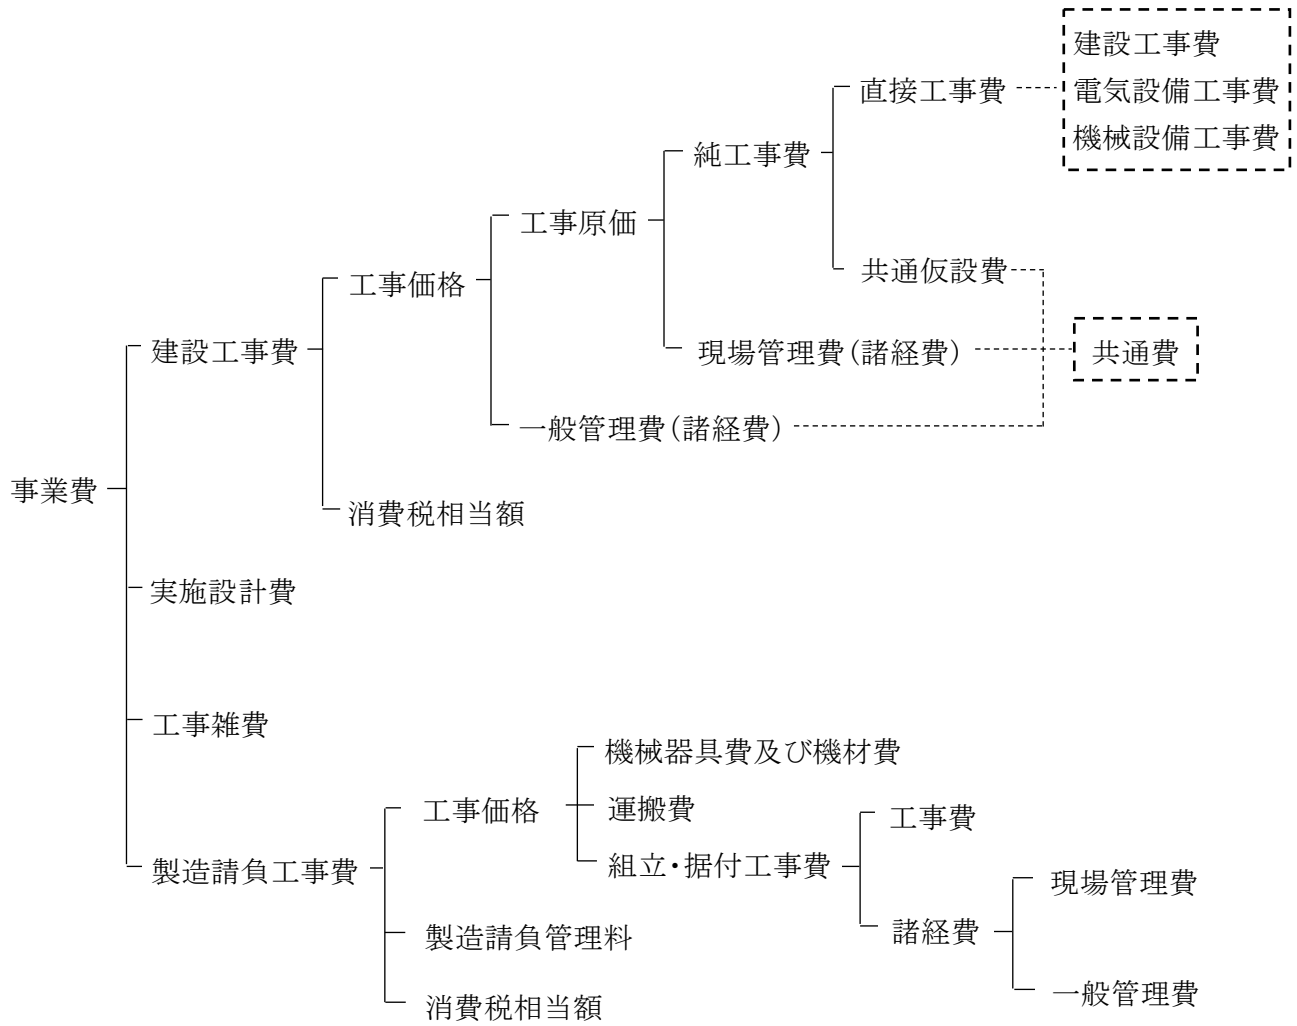 建設工事費
電気設備工事費
機械設備工事費
直接工事費
純工事費
工事原価
共通仮設費
工事価格
現場管理費(諸経費)
共通費
建設工事費
一般管理費(諸経費)
事業費
消費税相当額
実施設計費
工事雑費
機械器具費及び機材費
工事価格
運搬費
工事費
組立・据付工事費
製造請負工事費
現場管理費
諸経費
製造請負管理料
一般管理費
消費税相当額